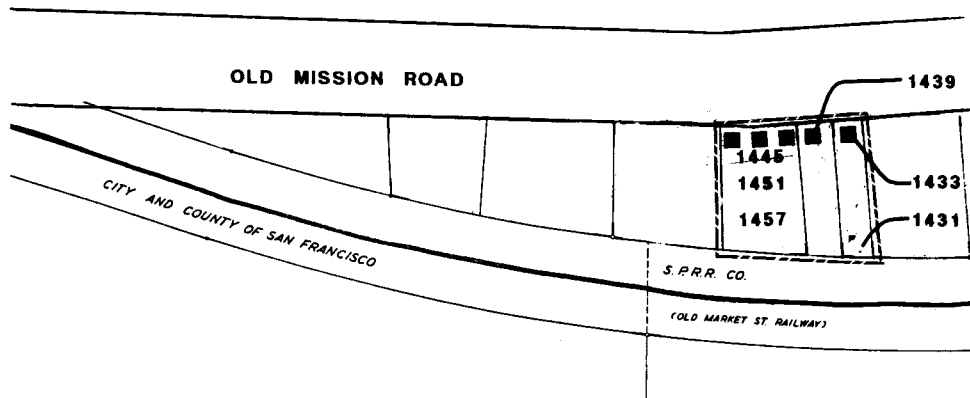 OLD MISSION ROAD
1439
1445
1451
1433
1457
1431
CITY AND COUNTY OF SAN FRANCISCO
S.P.R.R. CO.
(OLD MARKET ST. RAILWAY)